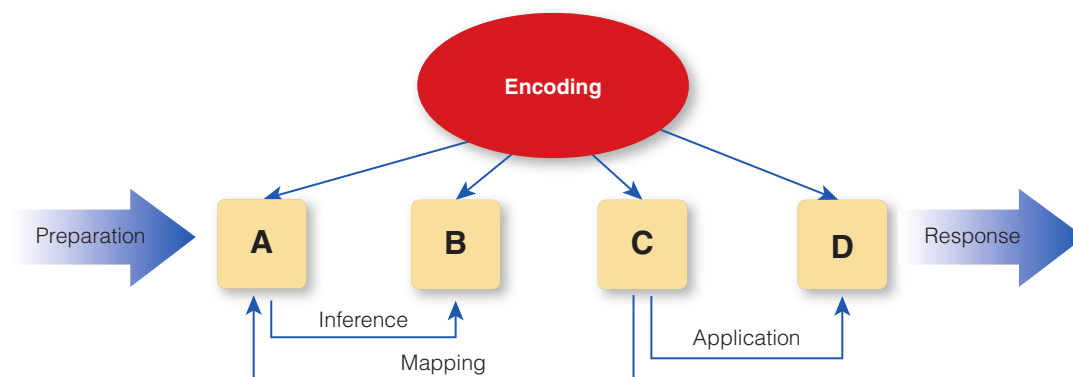 Encoding
Preparation
A
B
C
D
Response
Inference
Application
Mapping